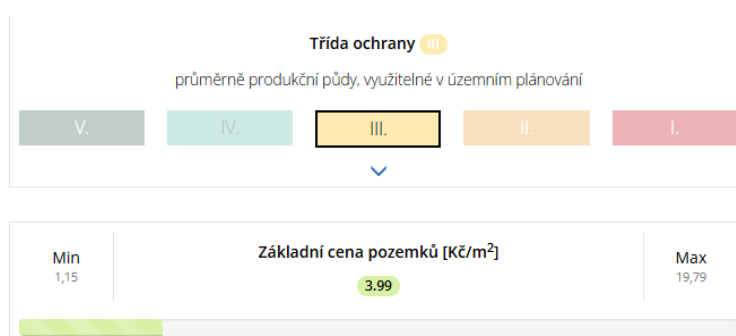 Třída ochrany III
průměrně produkční půdy, využitelné v územním plánování
V. IV. III. II. I.
Min Základní cena pozemků [Kč/m²] Max
1,15 3.99 19,79